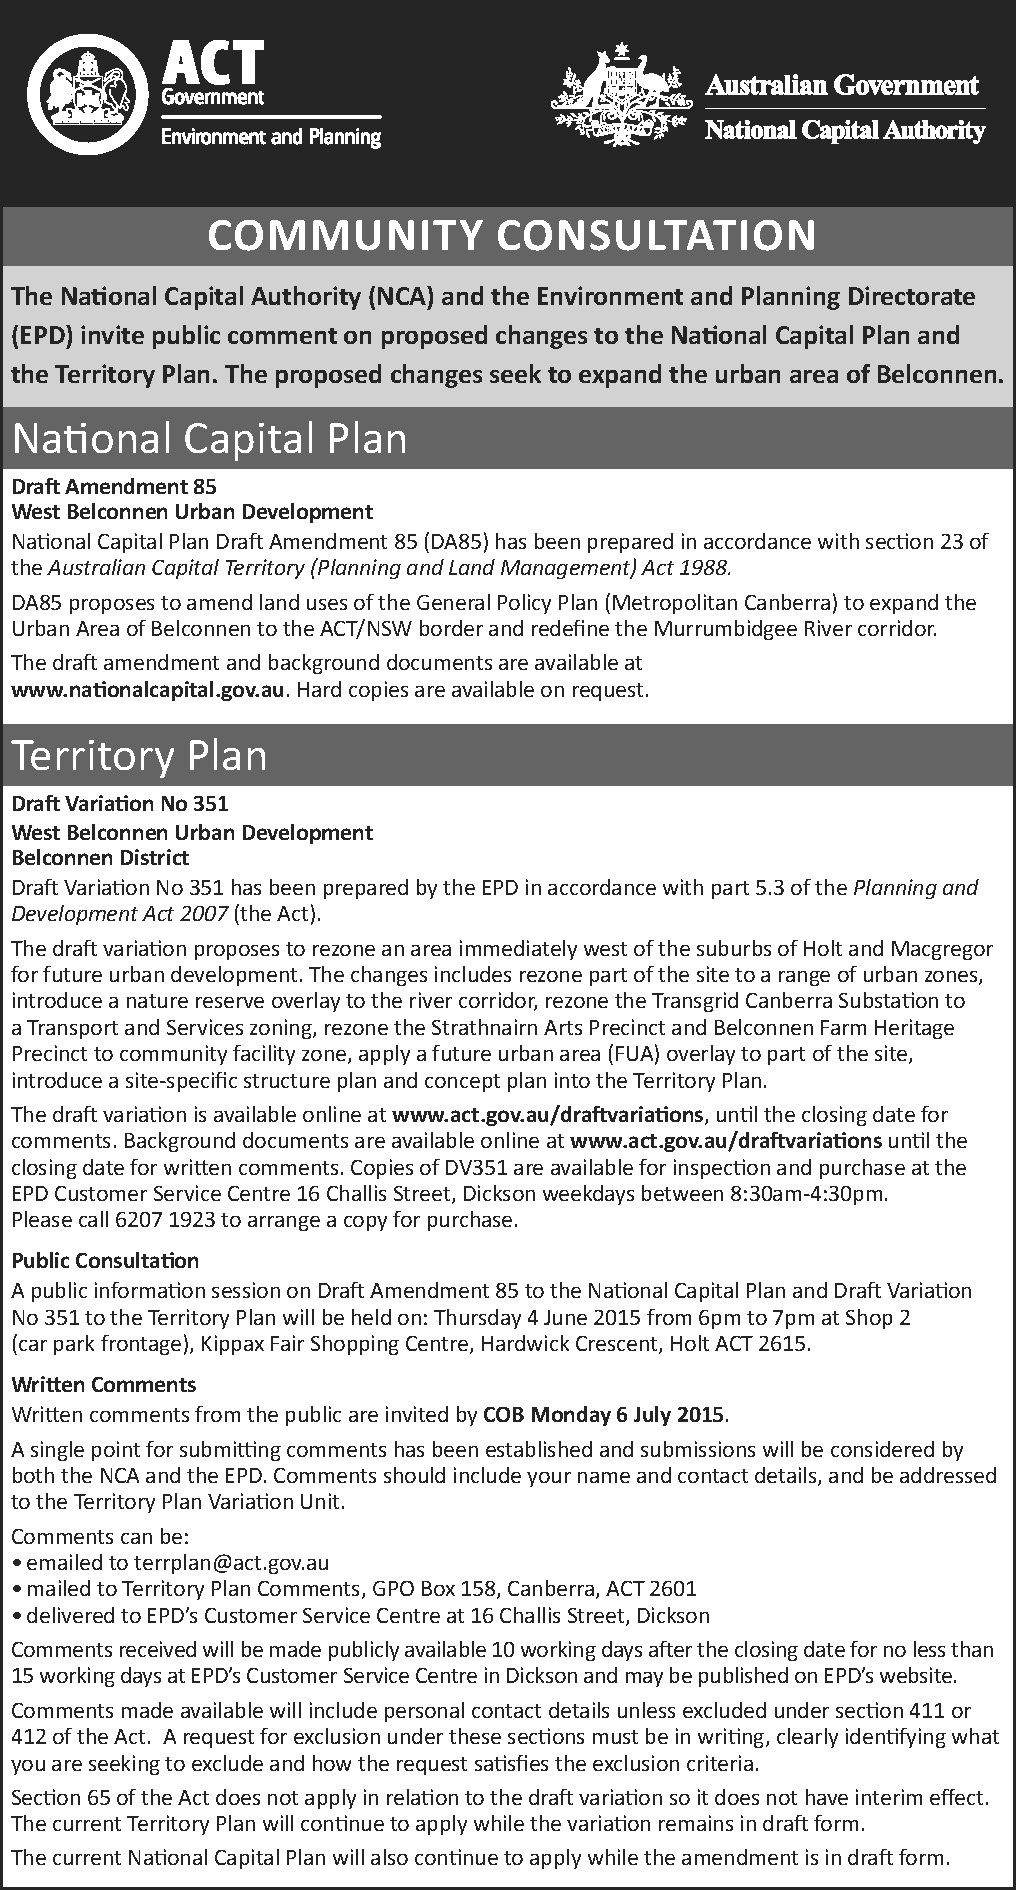 ACT
Government
Environment and Planning
Australian Government
National Capital Authority
COMMUNITY CONSULTATION
The National Capital Authority (NCA) and the Environment and Planning Directorate
(EPD) invite public comment on proposed changes to the National Capital Plan and
the Territory Plan. The proposed changes seek to expand the urban area of Belconnen.
National Capital Plan
Draft Amendment 85
West Belconnen Urban Development
National Capital Plan Draft Amendment 85 (DA85) has been prepared in accordance with section 23 of
the Australian Capital Territory (Planning and Land Management) Act 1988.
DA85 proposes to amend land uses of the General Policy Plan (Metropolitan Canberra) to expand the
Urban Area of Belconnen to the ACT/NSW border and redefine the Murrumbidgee River corridor.
The draft amendment and background documents are available at
www.nationalcapital.gov.au. Hard copies are available on request.
Territory Plan
Draft Variation No 351
West Belconnen Urban Development
Belconnen District
Draft Variation No 351 has been prepared by the EPD in accordance with part 5.3 of the Planning and
Development Act 2007 (the Act).
The draft variation proposes to rezone an area immediately west of the suburbs of Holt and Macgregor
for future urban development. The changes includes rezone part of the site to a range of urban zones,
introduce a nature reserve overlay to the river corridor, rezone the Transgrid Canberra Substation to
a Transport and Services zoning, rezone the Strathnairn Arts Precinct and Belconnen Farm Heritage
Precinct to community facility zone, apply a future urban area (FUA) overlay to part of the site,
introduce a site-specific structure plan and concept plan into the Territory Plan.
The draft variation is available online at www.act.gov.au/draftvariations, until the closing date for
comments. Background documents are available online at www.act.gov.au/draftvariations until the
closing date for written comments. Copies of DV351 are available for inspection and purchase at the
EPD Customer Service Centre 16 Challis Street, Dickson weekdays between 8:30am-4:30pm.
Please call 6207 1923 to arrange a copy for purchase.
Public Consultation
A public information session on Draft Amendment 85 to the National Capital Plan and Draft Variation
No 351 to the Territory Plan will be held on: Thursday 4 June 2015 from 6pm to 7pm at Shop 2
(car park frontage), Kippax Fair Shopping Centre, Hardwick Crescent, Holt ACT 2615.
Written Comments
Written comments from the public are invited by COB Monday 6 July 2015.
A single point for submitting comments has been established and submissions will be considered by
both the NCA and the EPD. Comments should include your name and contact details, and be addressed
to the Territory Plan Variation Unit.
Comments can be:
• emailed to terrplan@act.gov.au
• mailed to Territory Plan Comments, GPO Box 158, Canberra, ACT 2601
• delivered to EPD's Customer Service Centre at 16 Challis Street, Dickson
Comments received will be made publicly available 10 working days after the closing date for no less than
15 working days at EPD's Customer Service Centre in Dickson and may be published on EPD's website.
Comments made available will include personal contact details unless excluded under section 411 or
412 of the Act.  A request for exclusion under these sections must be in writing, clearly identifying what
you are seeking to exclude and how the request satisfies the exclusion criteria.
Section 65 of the Act does not apply in relation to the draft variation so it does not have interim effect.
The current Territory Plan will continue to apply while the variation remains in draft form.
The current National Capital Plan will also continue to apply while the amendment is in draft form.